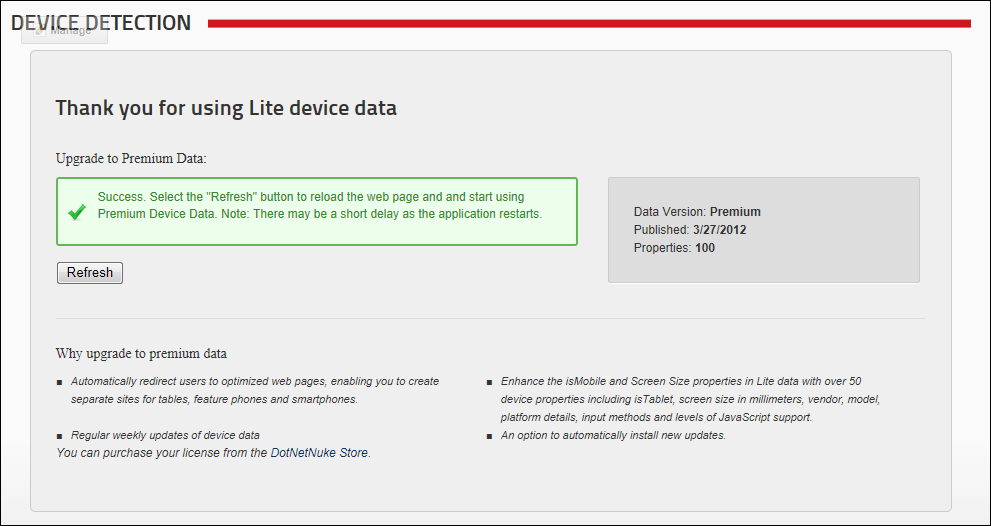 DEVICE DETECTION
Manage
Thank you for using Lite device data
Upgrade to Premium Data:
Success. Select the "Refresh" button to reload the web page and and start using
Premium Device Data. Note: There may be a short delay as the application restarts.
Data Version: Premium
Published: 3/27/2012
Properties: 100
Refresh
Why upgrade to premium data
▪ Automatically redirect users to optimized web pages, enabling you to create
separate sites for tables, feature phones and smartphones.
▪ Enhance the isMobile and Screen Size properties in Lite data with over 50
device properties including isTablet, screen size in millimeters, vendor, model,
platform details, input methods and levels of JavaScript support.
▪ Regular weekly updates of device data
▪ An option to automatically install new updates.
You can purchase your license from the DotNetNuke Store.